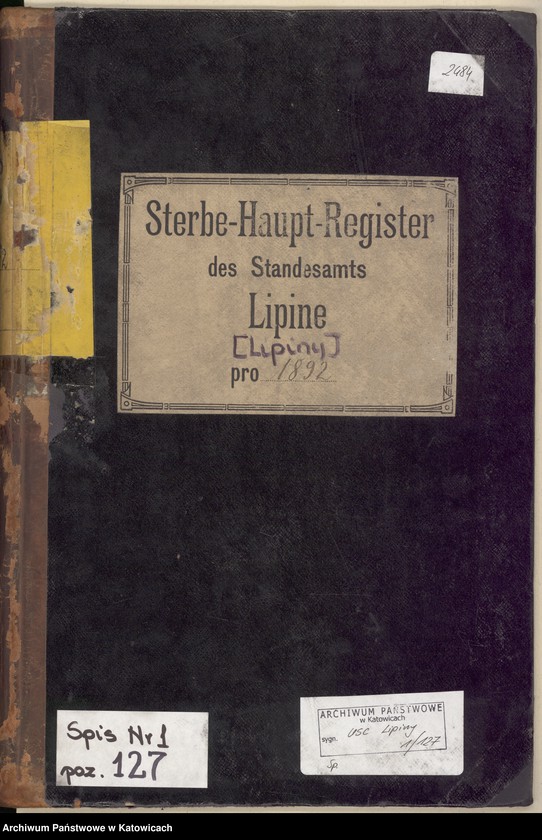 2484
Sterbe-Haupt-Register
des Standesamts
Lipine
[Lipiny]
pro 1892
Spis Nr 1
poz. 127
ARCHIWUM PAŃSTWOWE
w Katowicach
sygn. USC Lipiny
1/127
Sp
Archiwum Państwowe w Katowicach